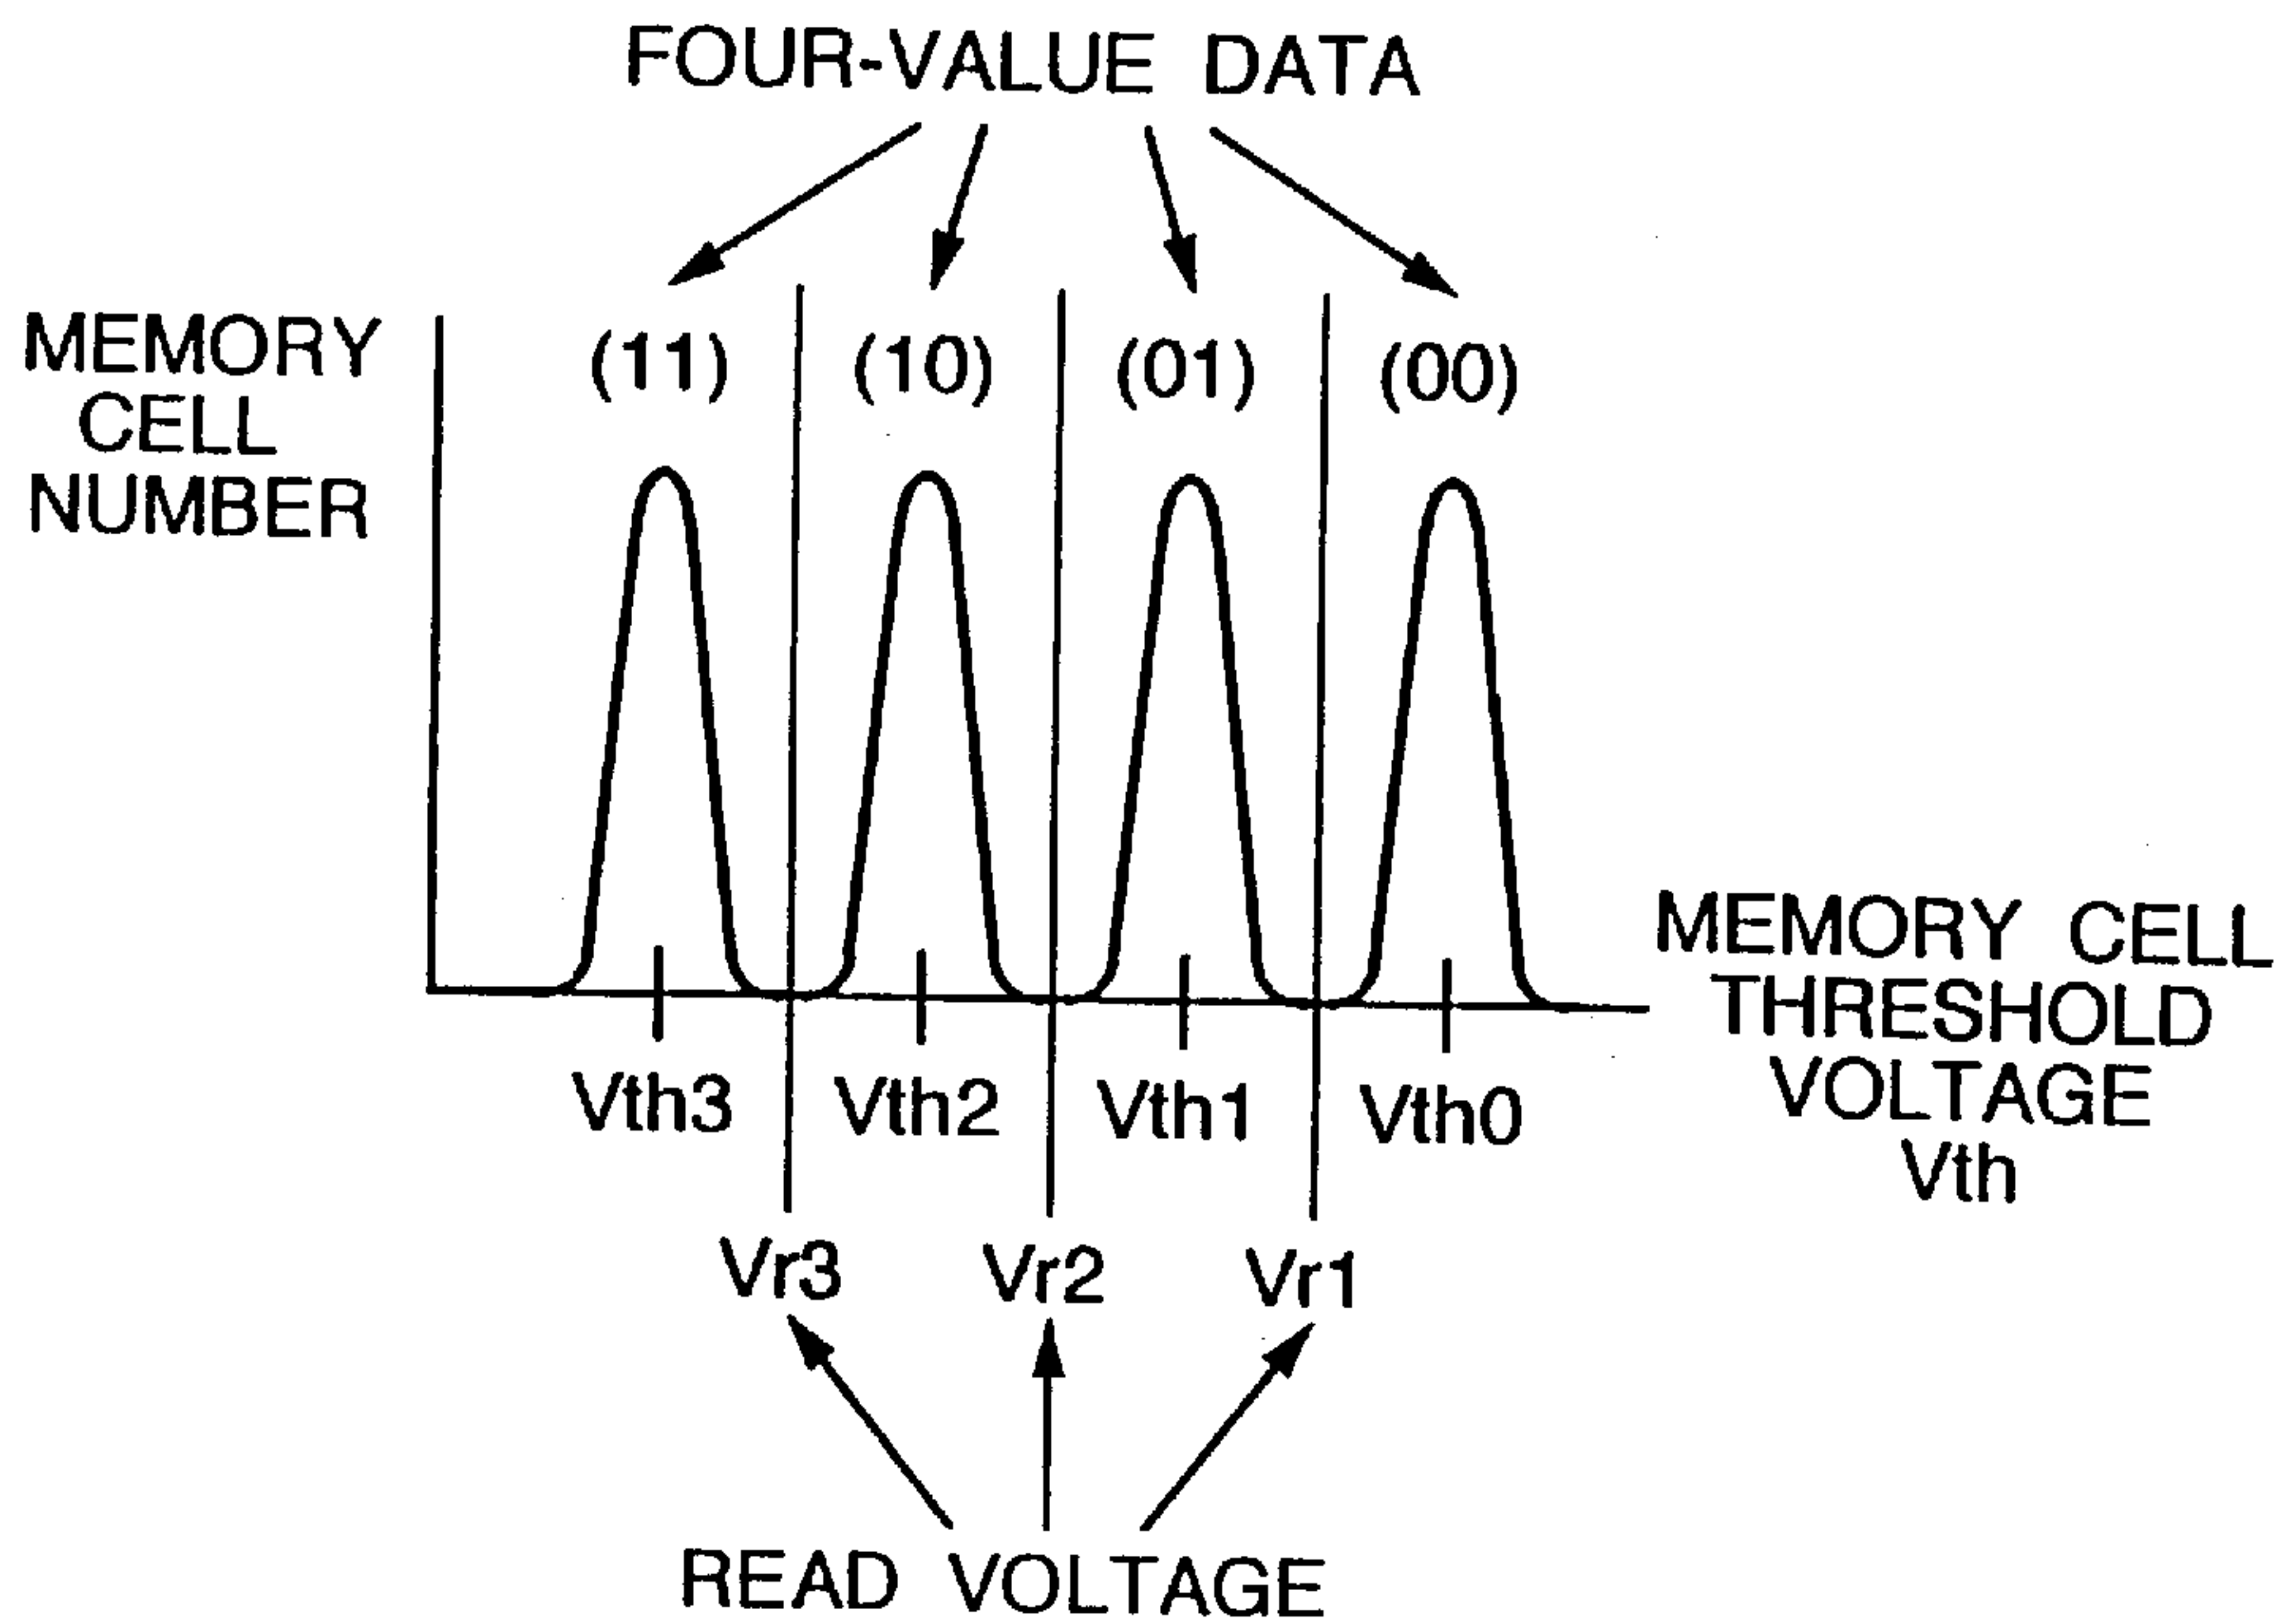 FOUR-VALUE DATA
MEMORY
CELL
NUMBER
(11) (10) (01) (00)
MEMORY CELL
THRESHOLD
VOLTAGE
Vth
Vth3 Vth2 Vth1 Vth0
Vr3 Vr2 Vr1
READ VOLTAGE